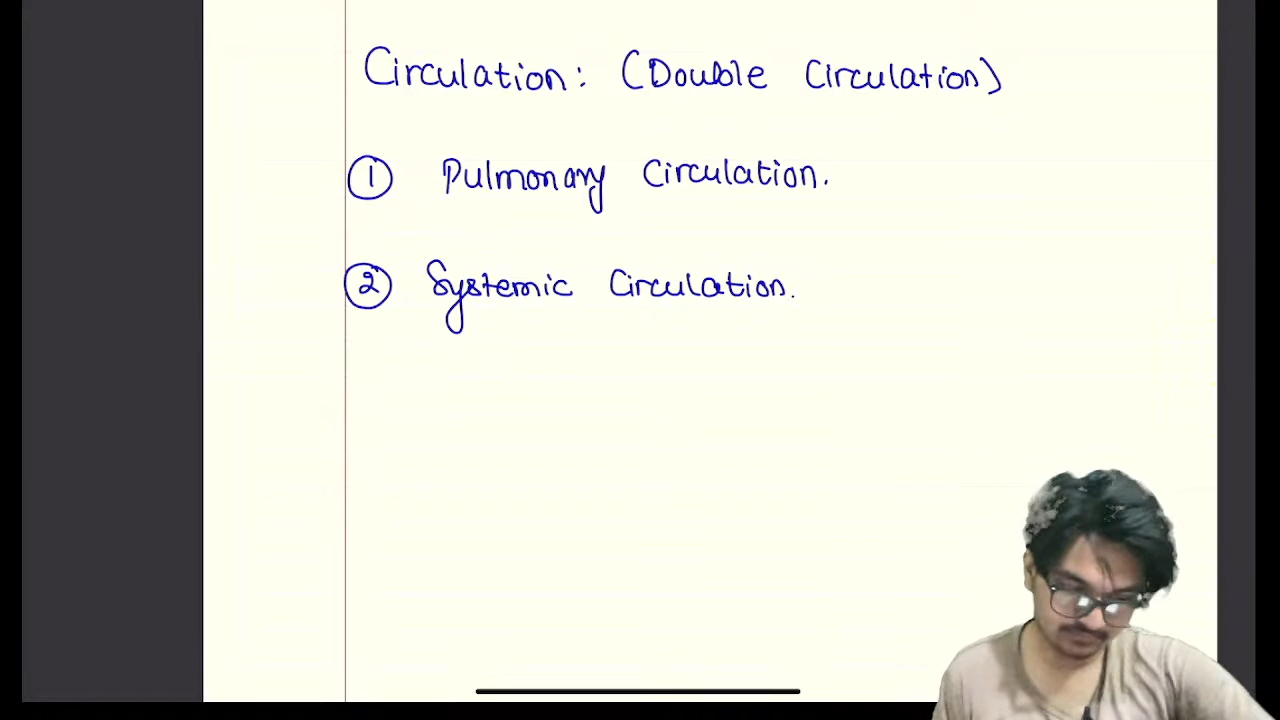 Circulation: (Double Circulation)
① Pulmonary Circulation.
② Systemic Circulation.